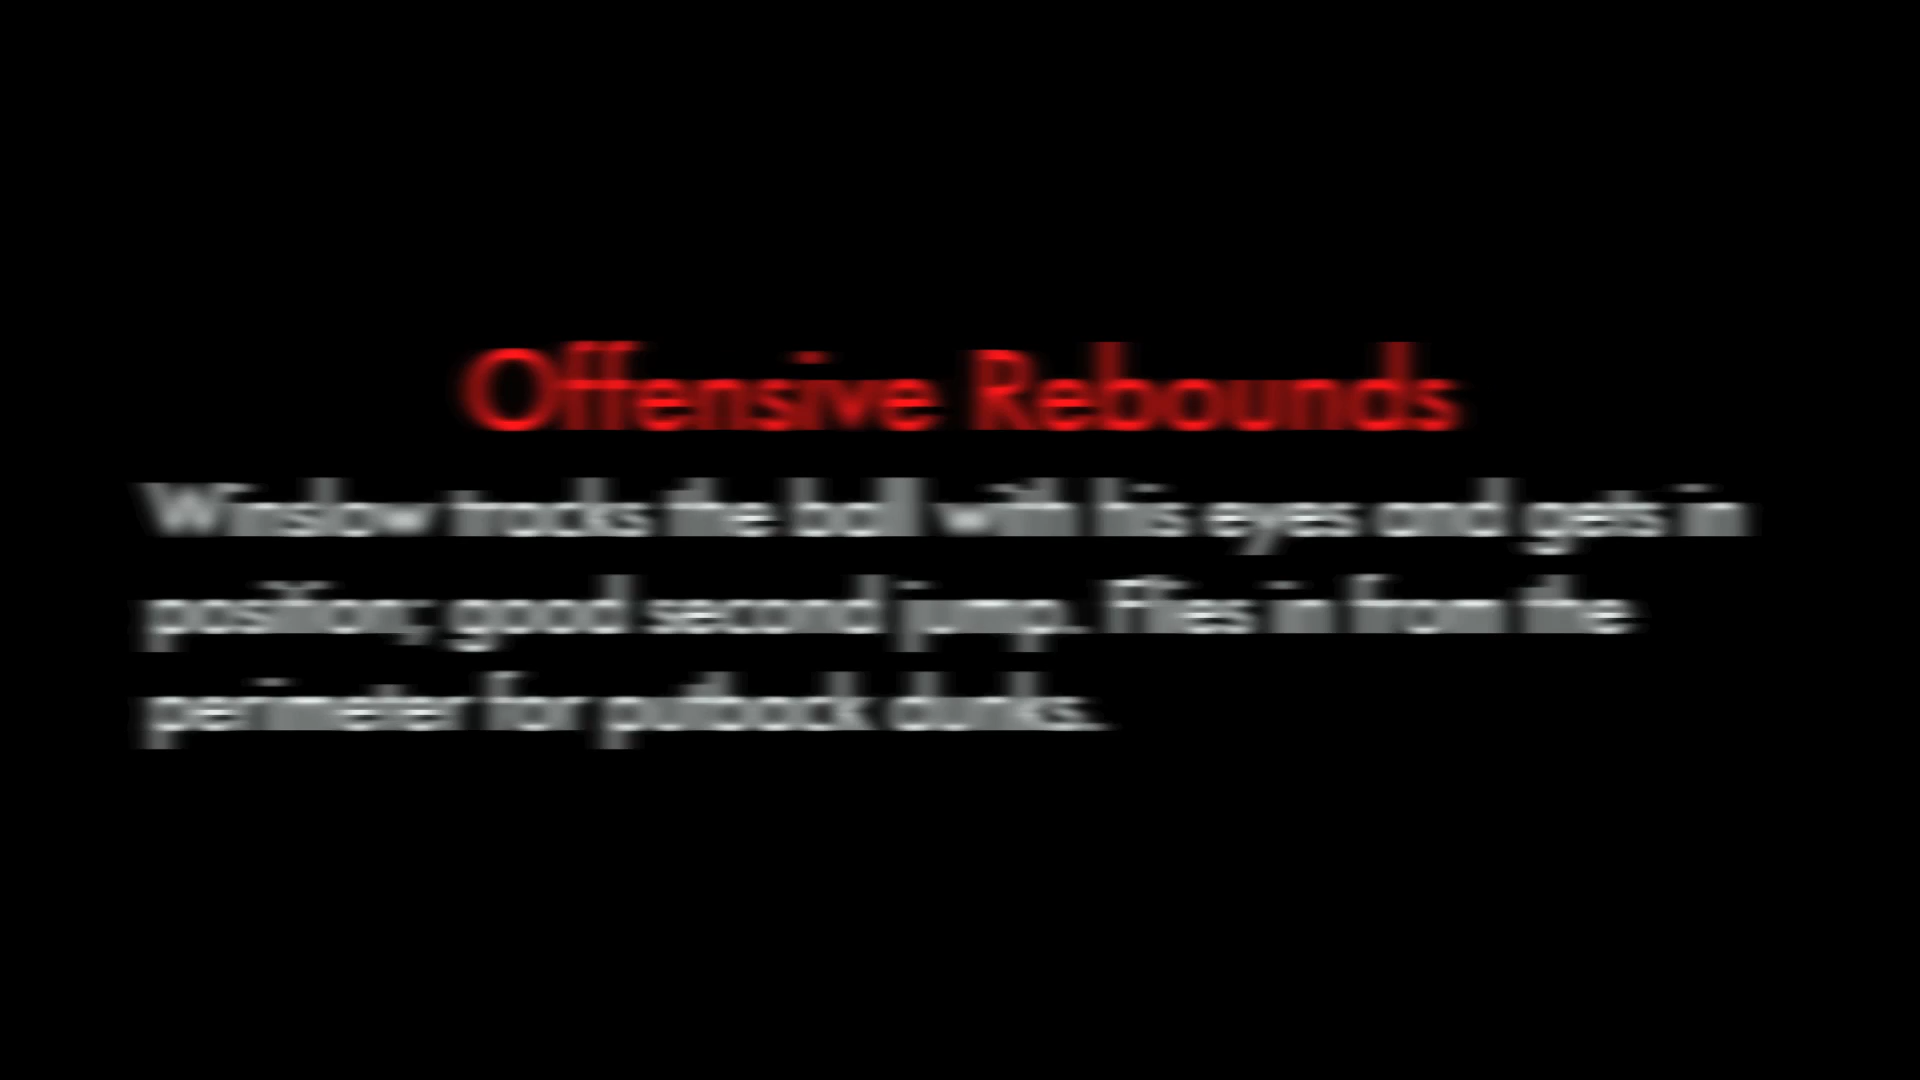 Offensive Rebounds
Winslow tracks the ball with his eyes and gets in
position; good second jump. Flies in from the
perimeter for putback dunks.